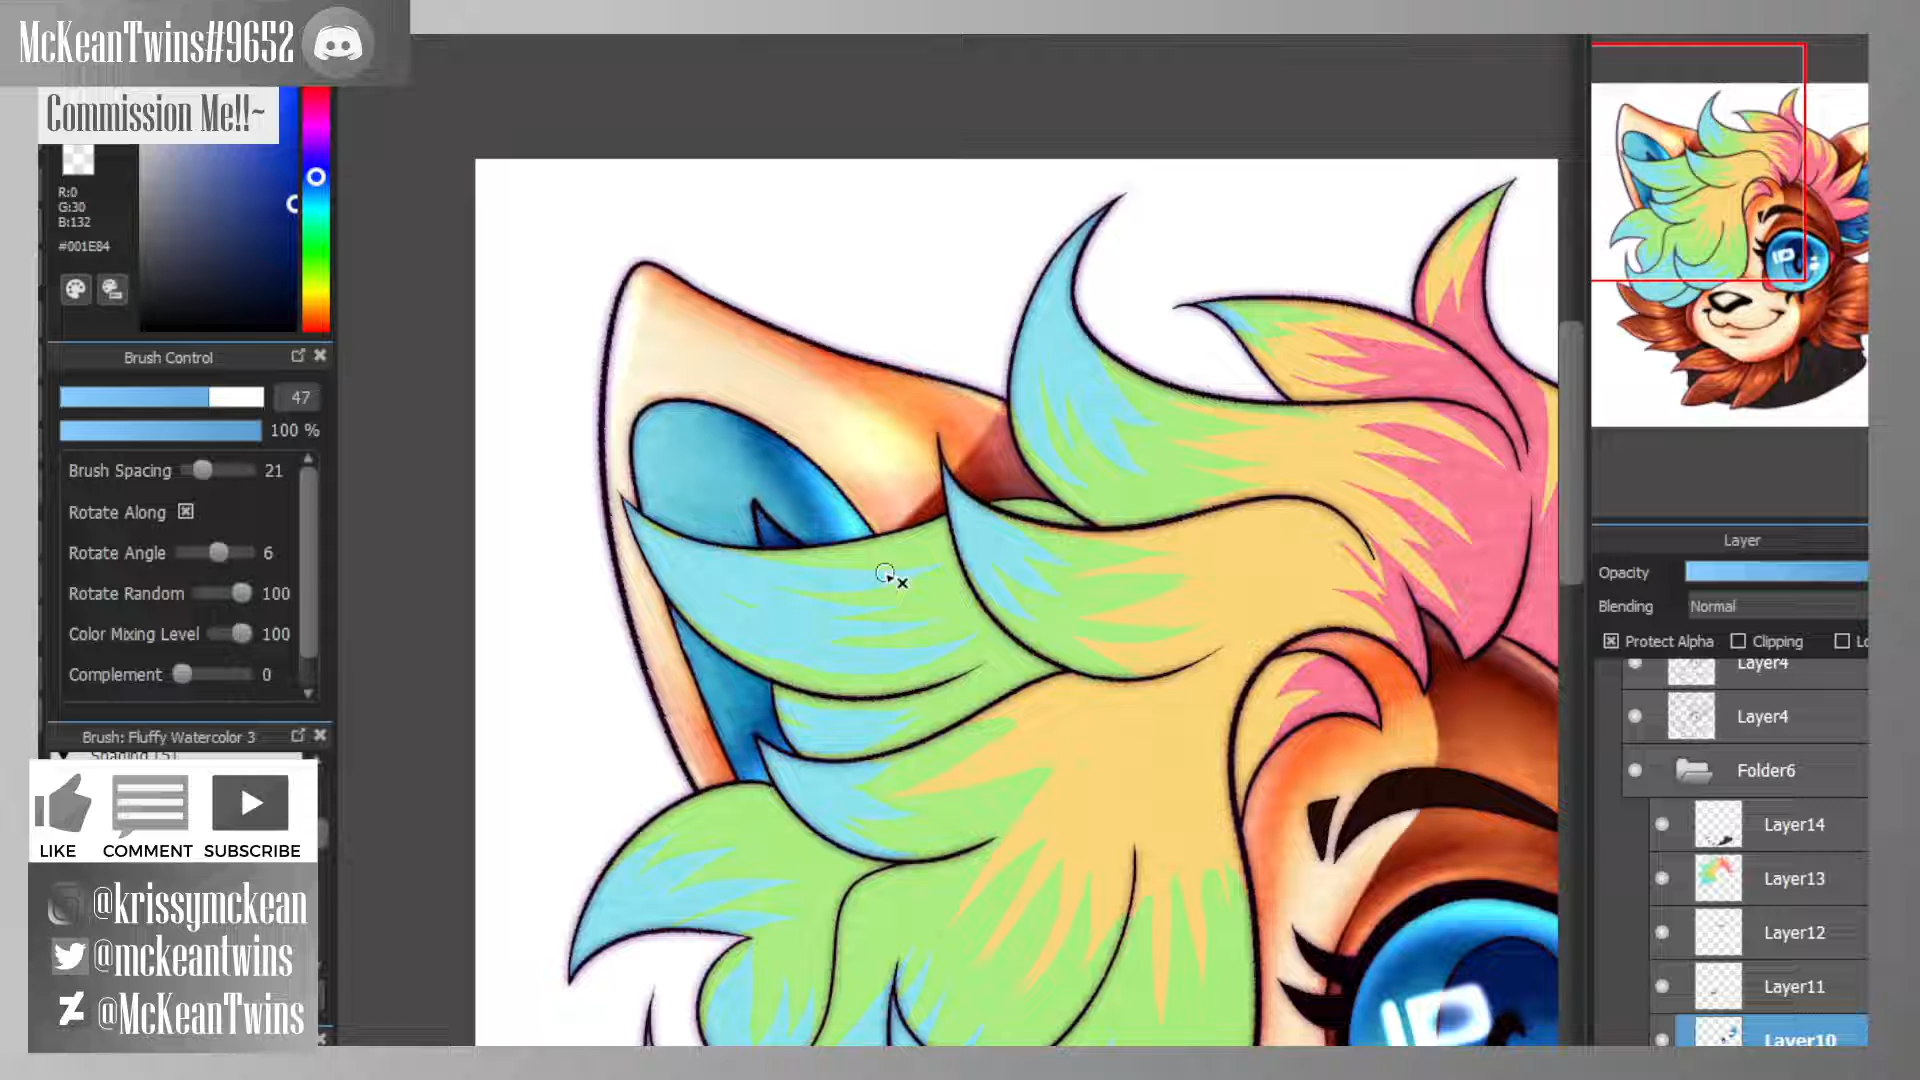 McKeanTwins#9652
Commission Me!!~
R:0
G:30
B:132
#001E84
Brush Control
47
100 %
Brush Spacing 21
Rotate Along
Rotate Angle 6
Rotate Random 100
Color Mixing Level 100
Complement 0
Brush: Fluffy Watercolor 3
LIKE COMMENT SUBSCRIBE
@krissymckean
@mckeantwins
@McKeanTwins
Layer
Opacity
Blending Normal
Protect Alpha Clipping
Layer4
Layer4
Folder6
Layer14
Layer13
Layer12
Layer11
Layer10